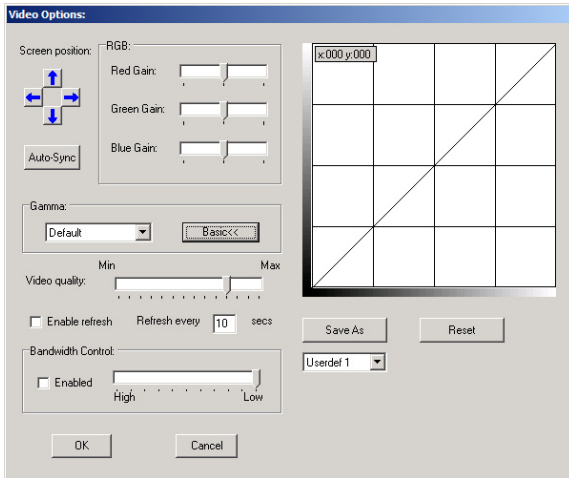 Video Options:
Screen position:
RGB:
Red Gain:
Green Gain:
Blue Gain:
Auto-Sync
Gamma:
Default
Basic<<
Min Max
Video quality:
Enable refresh Refresh every 10 secs
Bandwidth Control:
Enabled
High Low
OK Cancel
x:000 y:000
Save As Reset
Userdef 1